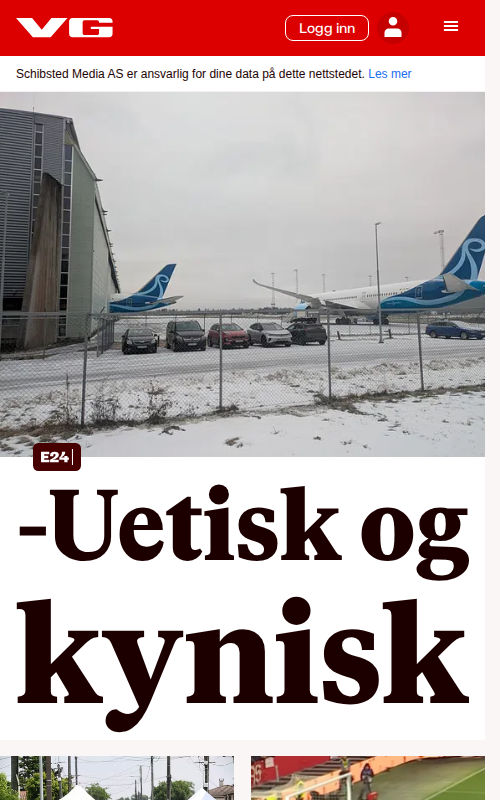 VG
Logg inn
Schibsted Media AS er ansvarlig for dine data på dette nettstedet. Les mer
E24
-Uetisk og
kynisk